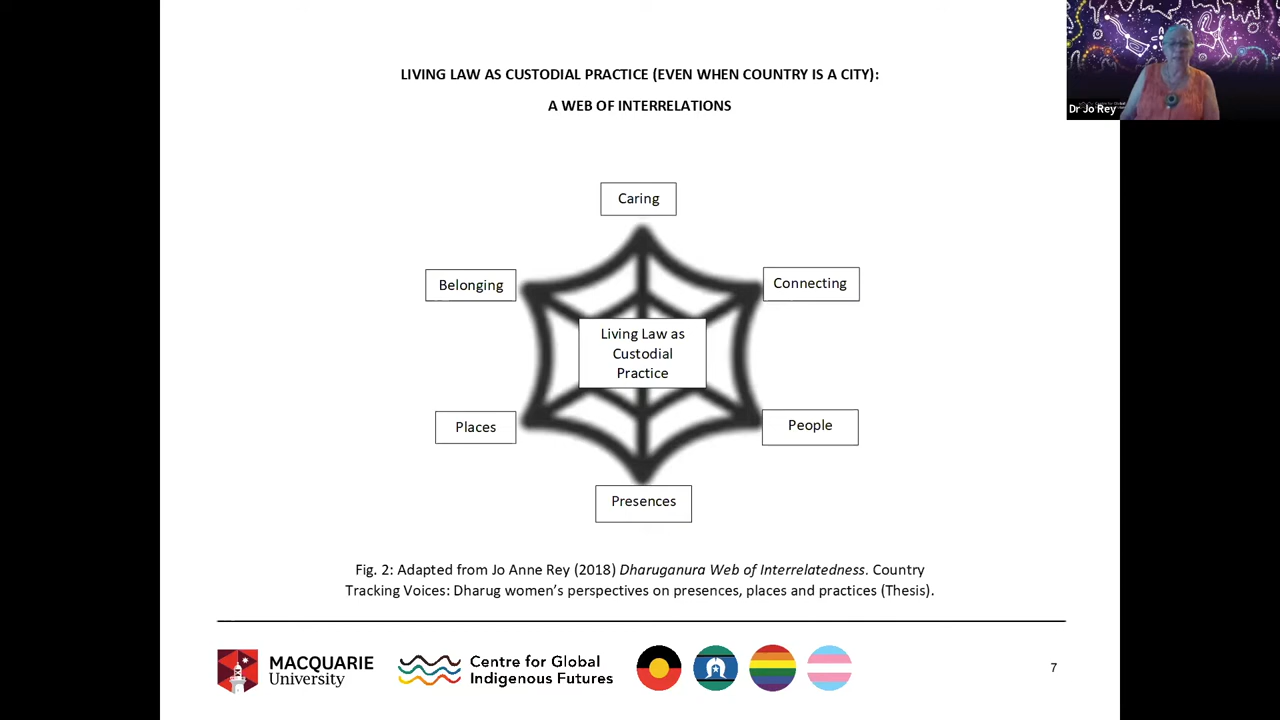 LIVING LAW AS CUSTODIAL PRACTICE (EVEN WHEN COUNTRY IS A CITY):
A WEB OF INTERRELATIONS
Dr Jo Rey
Caring
Belonging
Connecting
Living Law as
Custodial
Practice
Places
People
Presences
Fig. 2: Adapted from Jo Anne Rey (2018) Dharuganura Web of Interrelatedness. Country
Tracking Voices: Dharug women’s perspectives on presences, places and practices (Thesis).
MACQUARIE
University
Centre for Global
Indigenous Futures
7